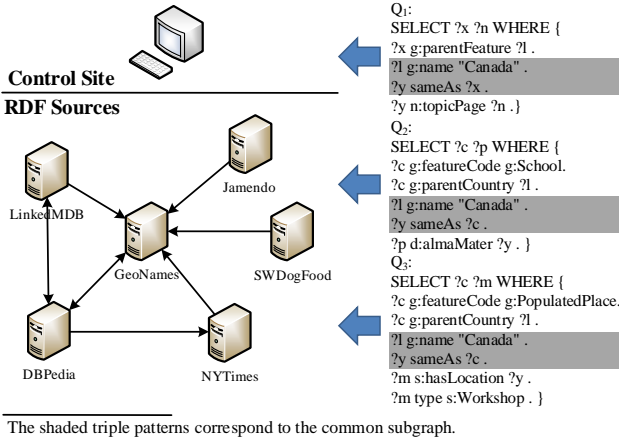 Control Site
RDF Sources
LinkedMDB
Jamendo
GeoNames
SWDogFood
DBPedia
NYTimes
Q1:
SELECT ?x ?n WHERE {
?x g:parentFeature ?l .
?l g:name "Canada" .
?y sameAs ?x .
?y n:topicPage ?n .}
Q2:
SELECT ?c ?p WHERE {
?c g:featureCode g:School.
?c g:parentCountry ?l .
?l g:name "Canada" .
?y sameAs ?c .
?p d:almaMater ?y . }
Q3:
SELECT ?c ?m WHERE {
?c g:featureCode g:PopulatedPlace.
?c g:parentCountry ?l .
?l g:name "Canada" .
?y sameAs ?c .
?m s:hasLocation ?y .
?m type s:Workshop . }
The shaded triple patterns correspond to the common subgraph.